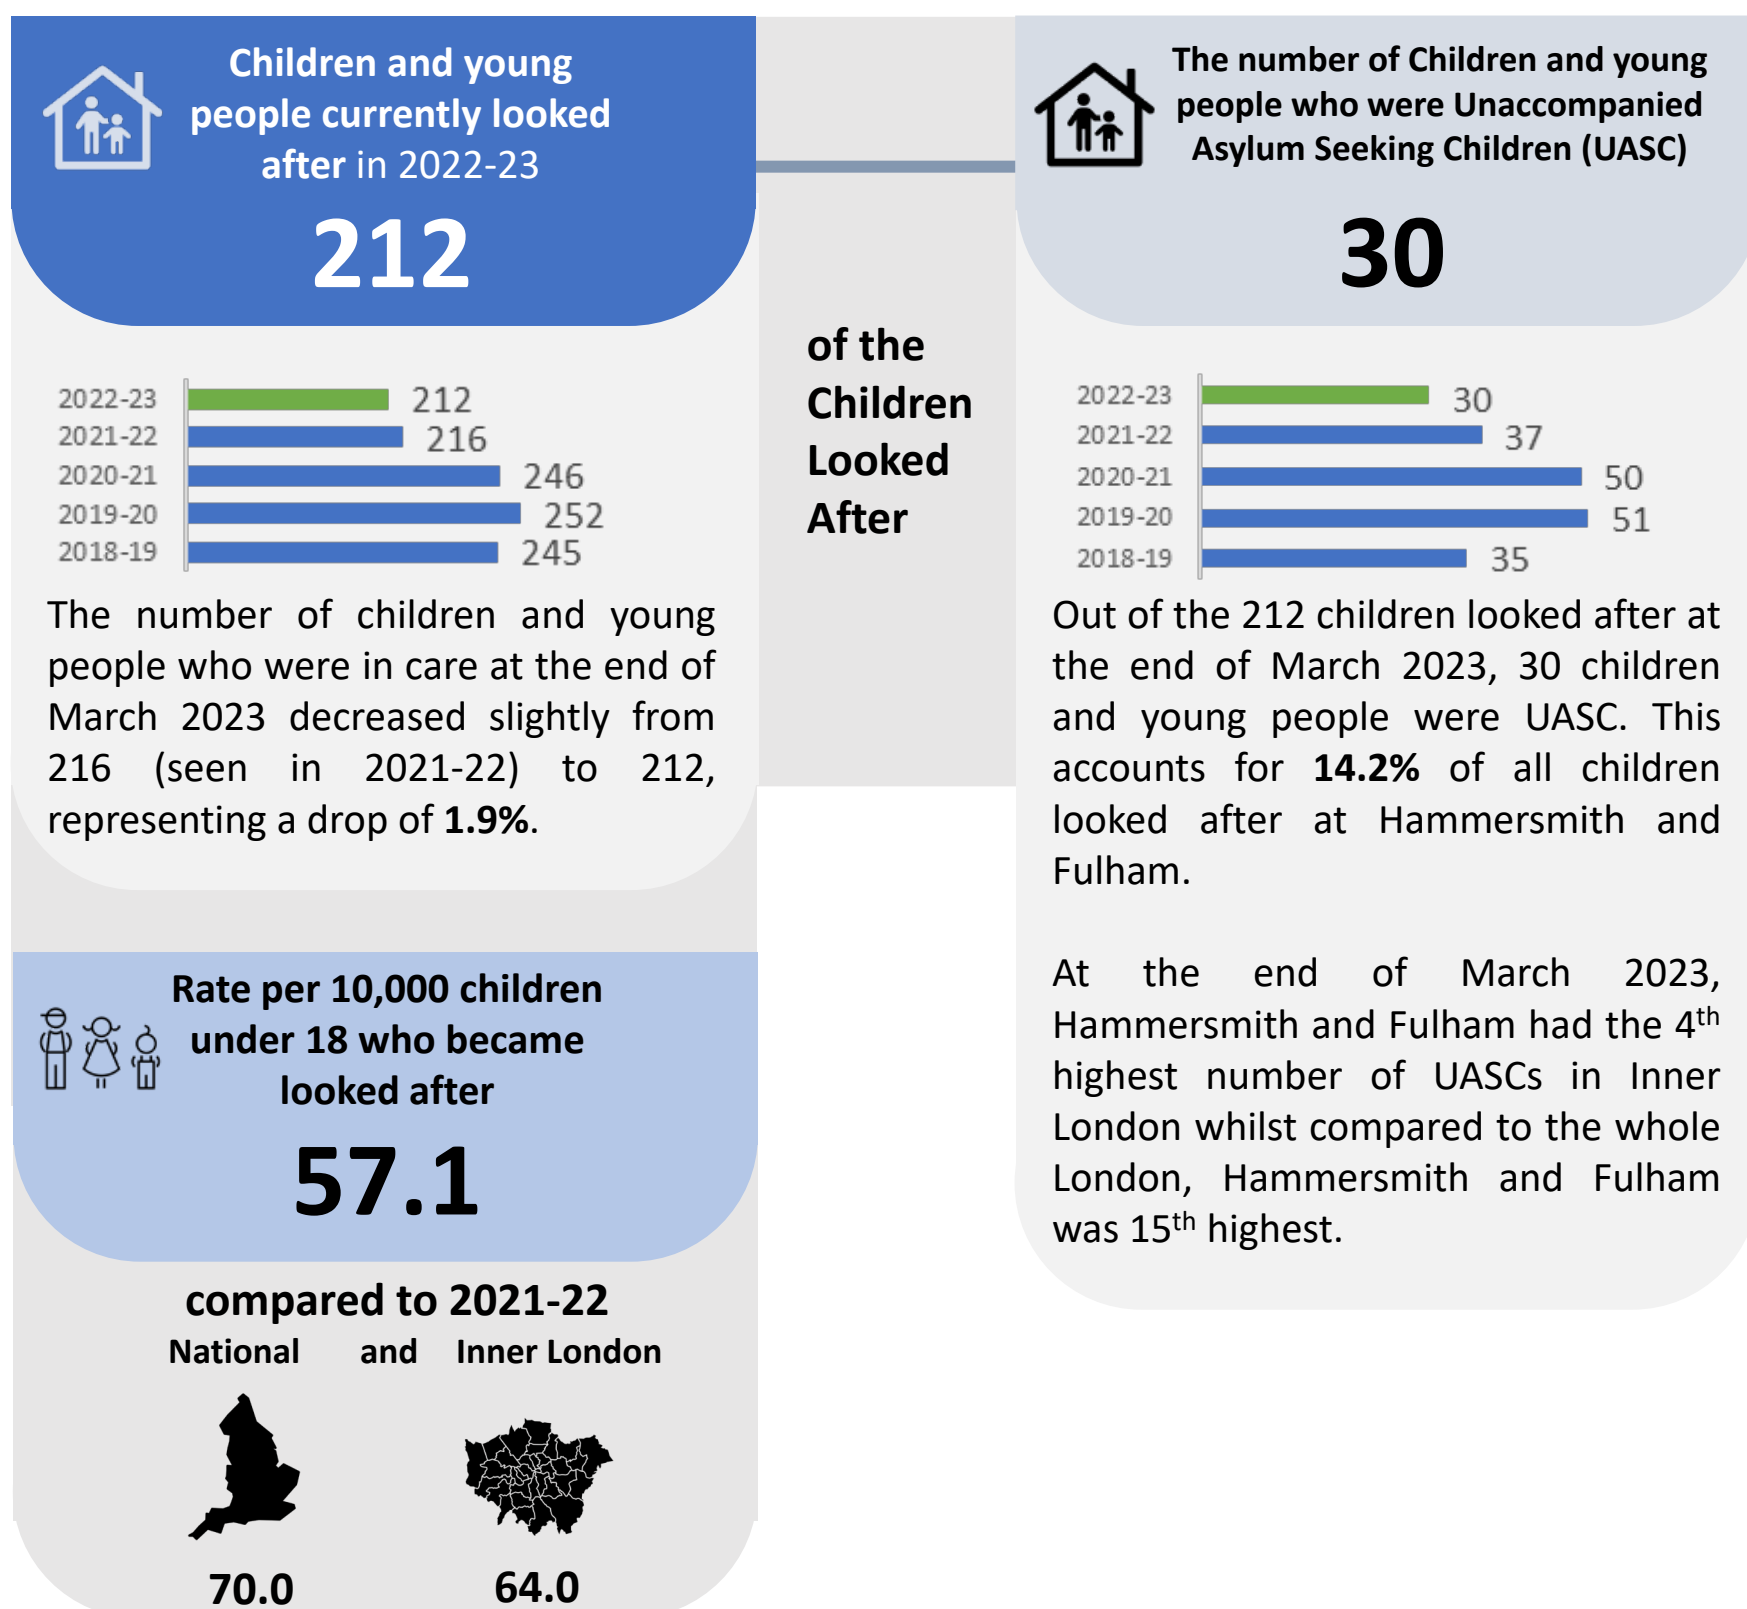 Children and young
people currently looked
after in 2022-23
212
2022-23 212
2021-22 216
2020-21 246
2019-20 252
2018-19 245
The number of children and young
people who were in care at the end of
March 2023 decreased slightly from
216 (seen in 2021-22) to 212,
representing a drop of 1.9%.
of the
Children
Looked
After
The number of Children and young
people who were Unaccompanied
Asylum Seeking Children (UASC)
30
2022-23 30
2021-22 37
2020-21 50
2019-20 51
2018-19 35
Out of the 212 children looked after at
the end of March 2023, 30 children
and young people were UASC. This
accounts for 14.2% of all children
looked after at Hammersmith and
Fulham.
At the end of March 2023,
Hammersmith and Fulham had the 4th
highest number of UASCs in Inner
London whilst compared to the whole
London, Hammersmith and Fulham
was 15th highest.
Rate per 10,000 children
under 18 who became
looked after
57.1
compared to 2021-22
National and Inner London
70.0 64.0